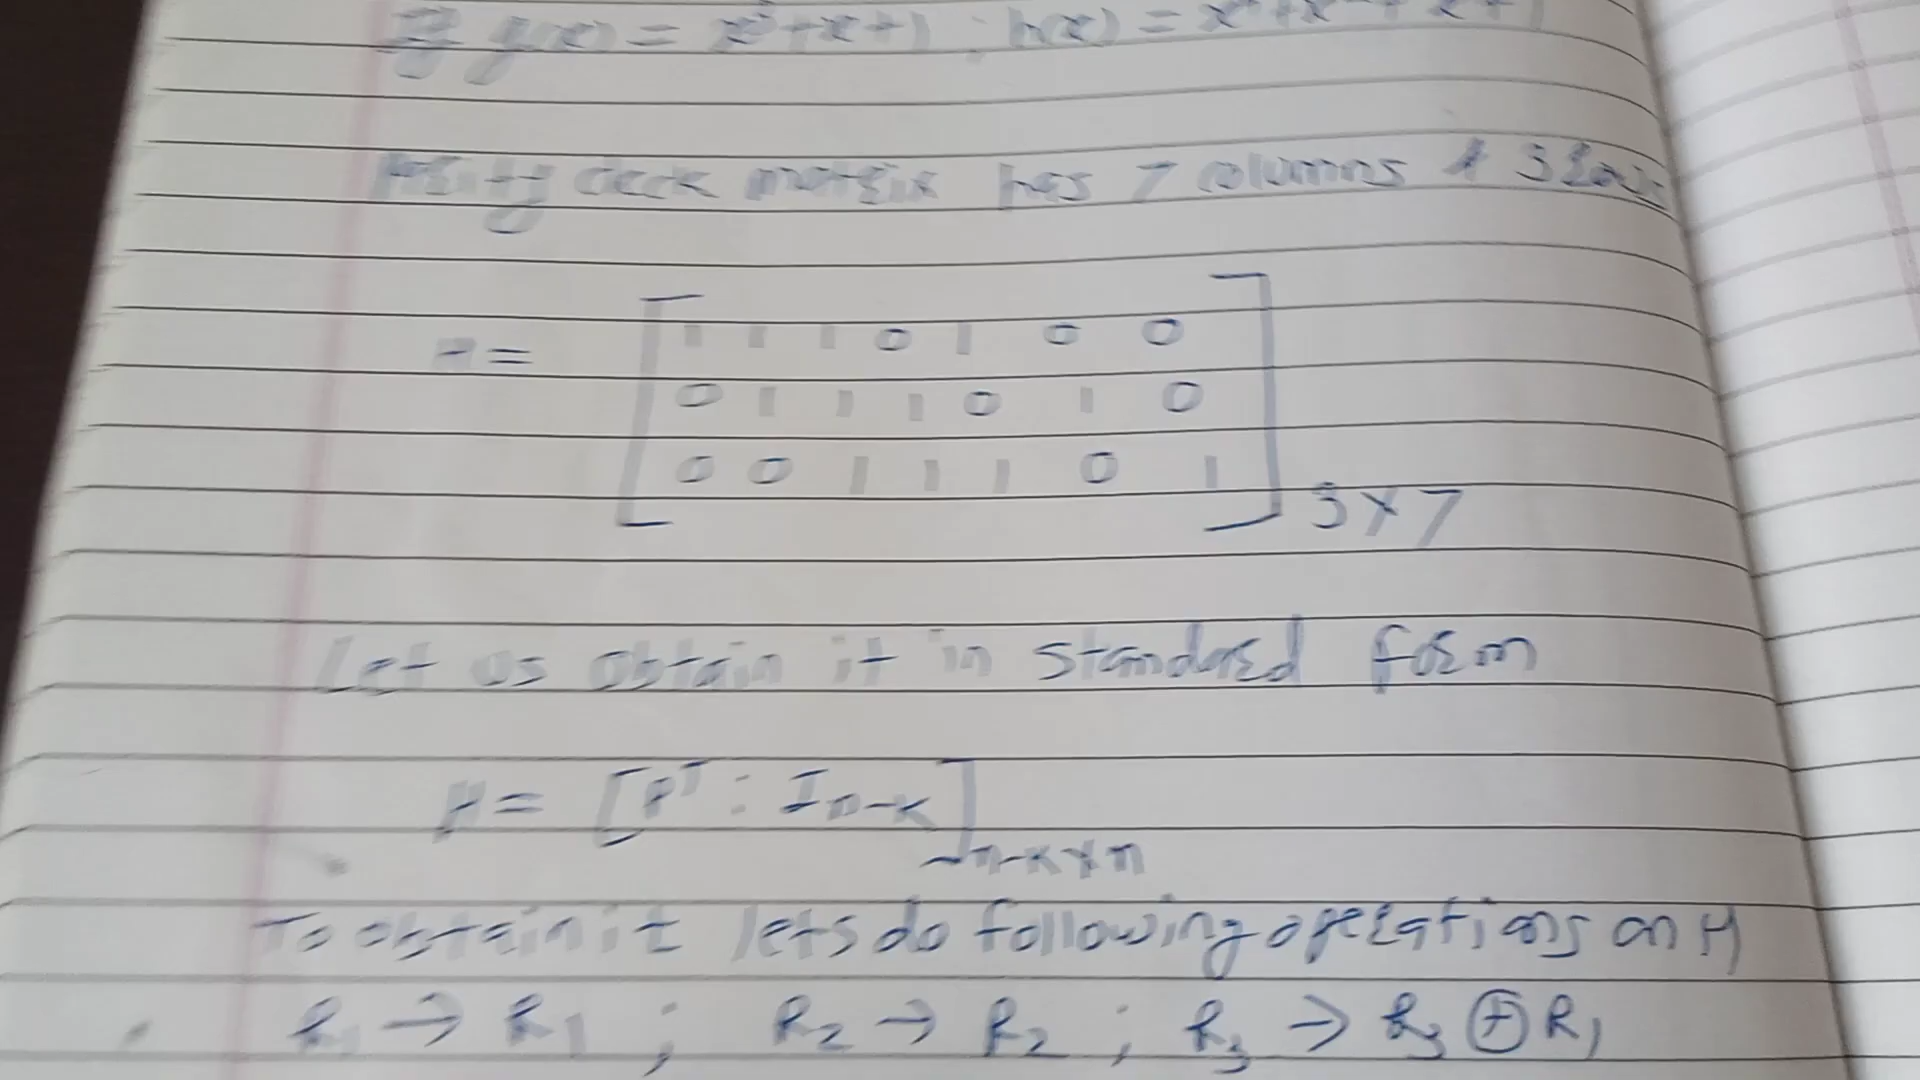 g(x) = x³+x+1 ; h(x) = x⁴+x²+x+1
Parity check matrix has 7 columns & 3 rows
H = [ 1 1 1 0 1 0 0
0 1 1 1 0 1 0
0 0 1 1 1 0 1 ] 3x7
Let us obtain it in standard form
H = [Pᵀ : I n-k] n-k x n
To obtain it lets do following operations on H
R₁ → R₁ ; R₂ → R₂ ; R₃ → R₃ ⊕ R₁